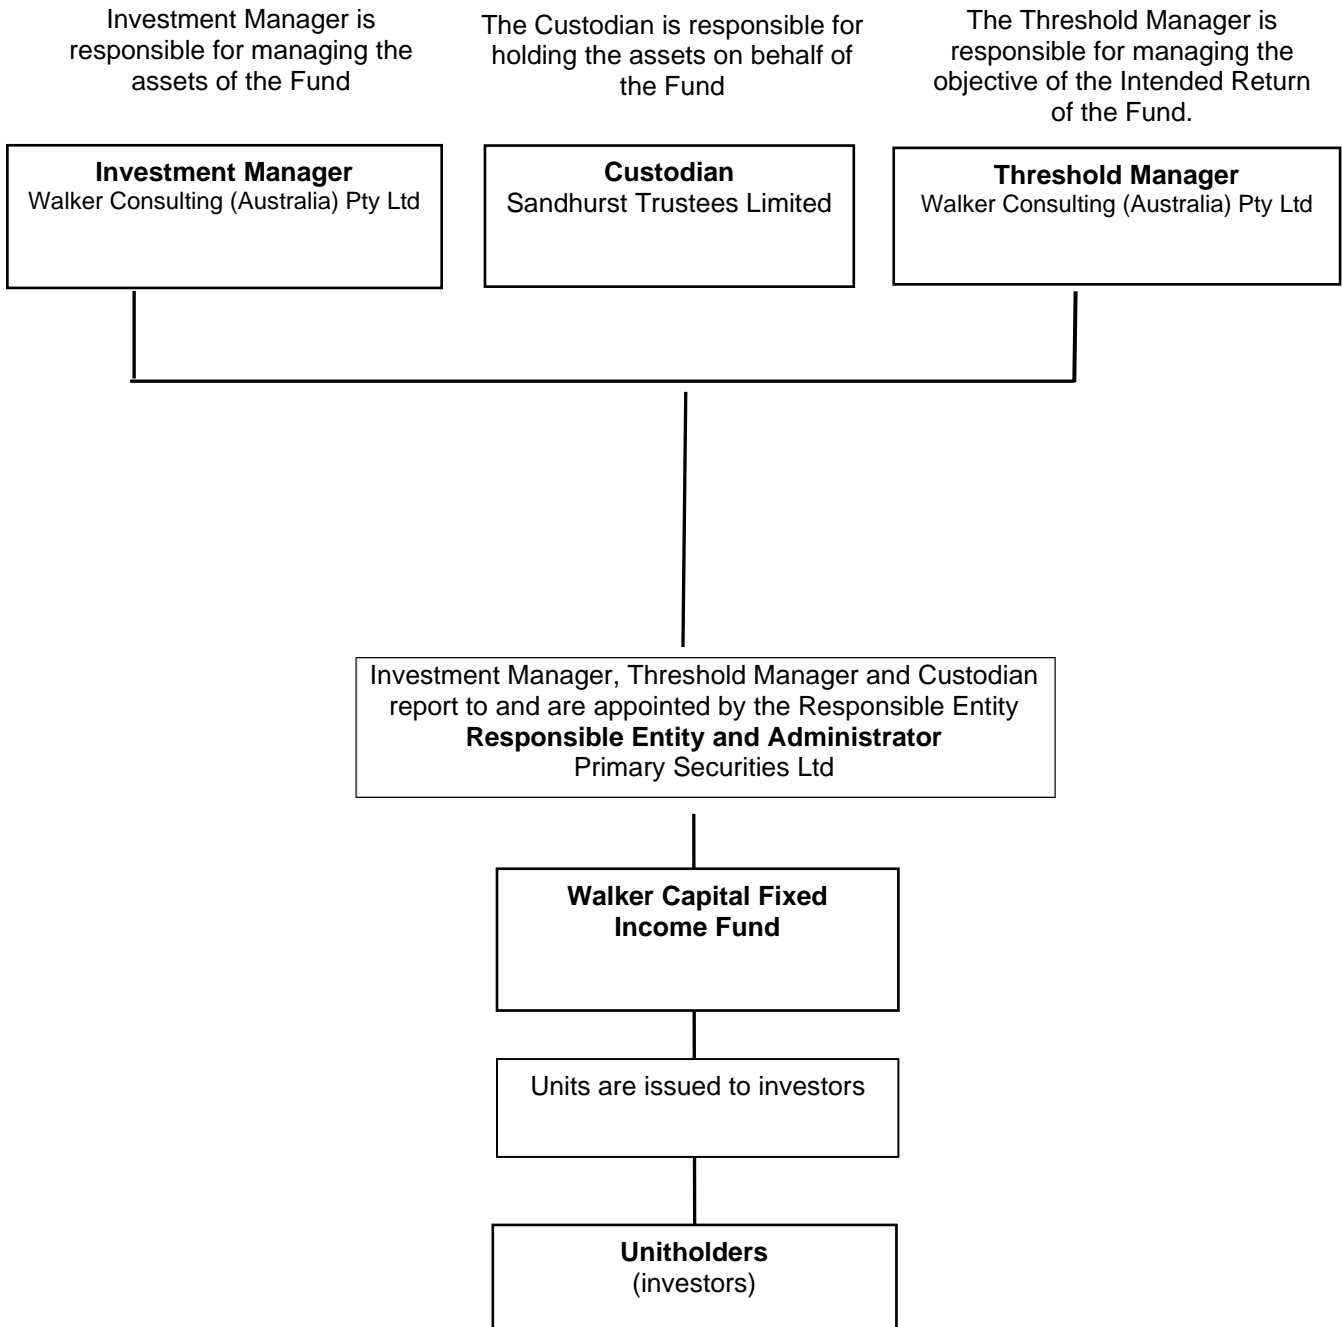 Investment Manager is
responsible for managing the
assets of the Fund
The Custodian is responsible for
holding the assets on behalf of
the Fund
The Threshold Manager is
responsible for managing the
objective of the Intended Return
of the Fund.
Investment Manager
Walker Consulting (Australia) Pty Ltd
Custodian
Sandhurst Trustees Limited
Threshold Manager
Walker Consulting (Australia) Pty Ltd
Investment Manager, Threshold Manager and Custodian
report to and are appointed by the Responsible Entity
Responsible Entity and Administrator
Primary Securities Ltd
Walker Capital Fixed
Income Fund
Units are issued to investors
Unitholders
(investors)